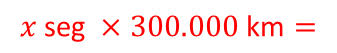 x seg × 300.000 km =